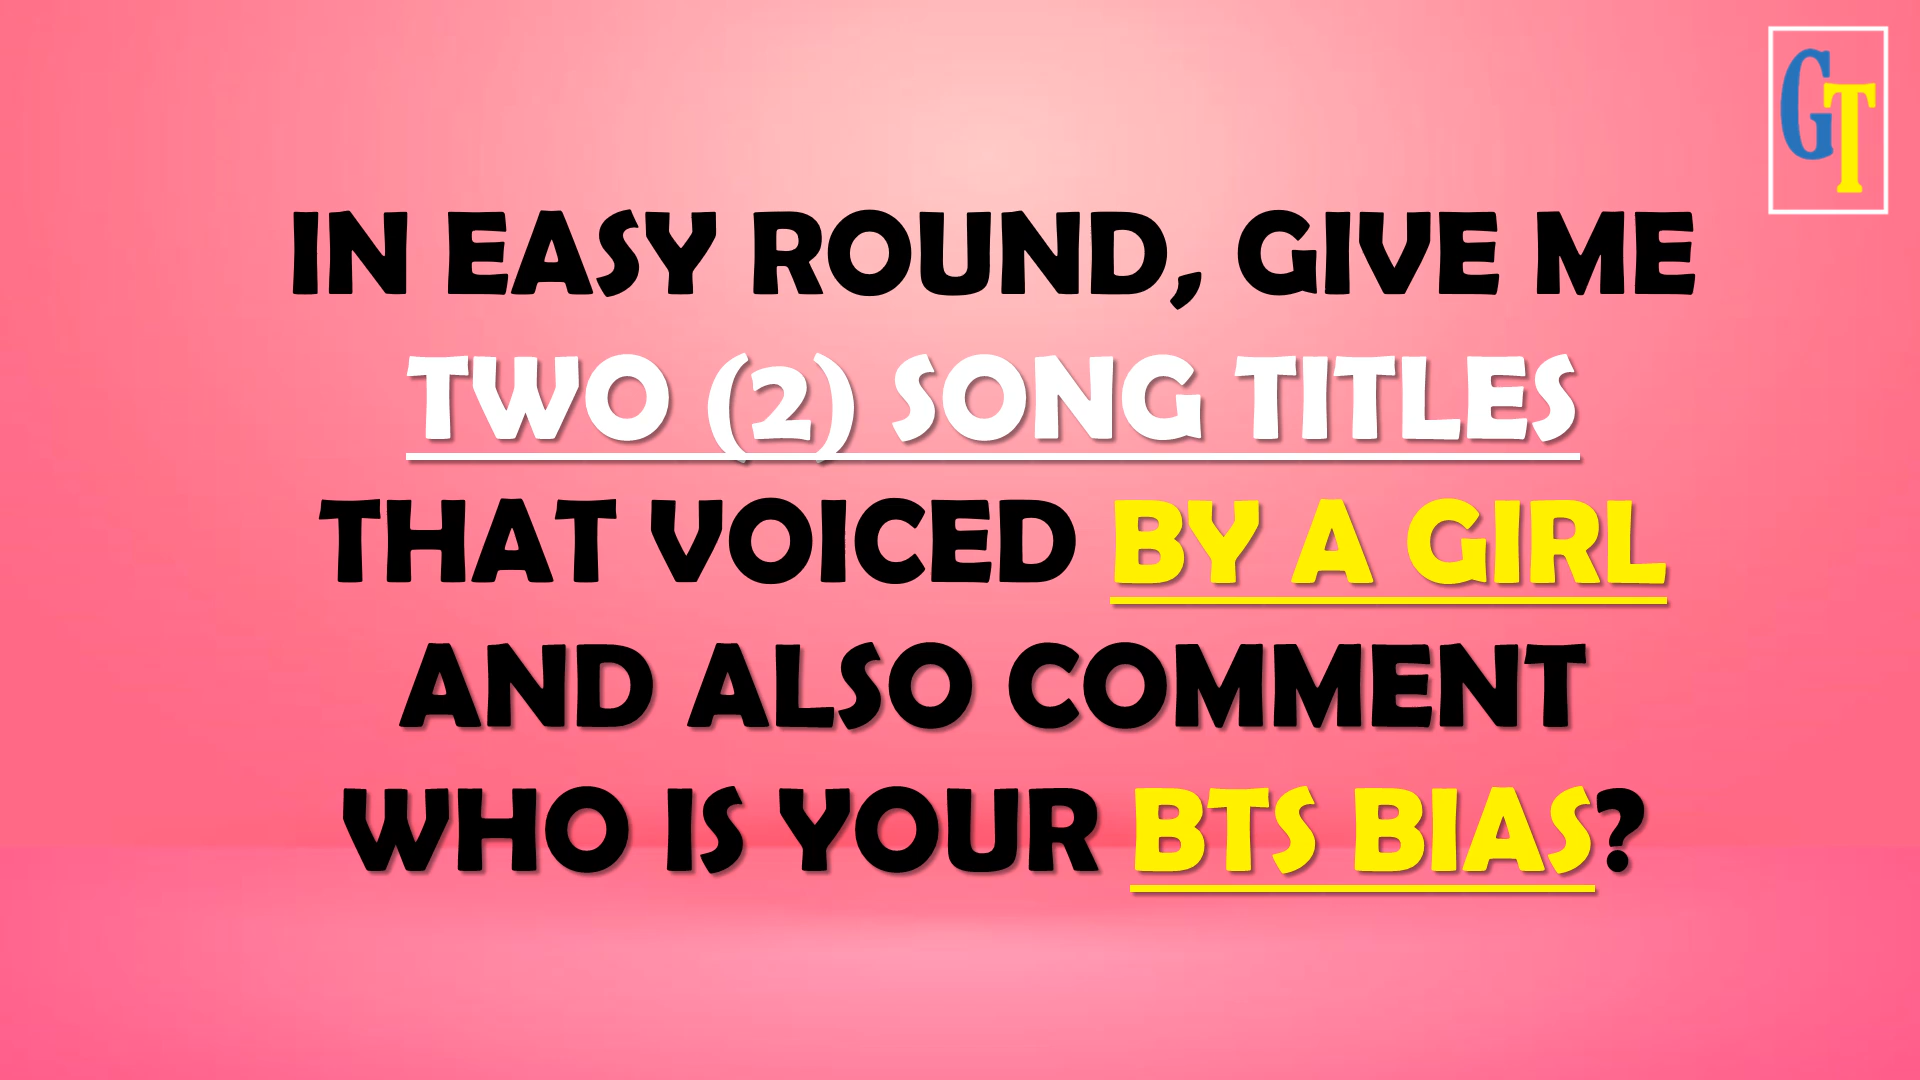 GT
IN EASY ROUND, GIVE ME
TWO (2) SONG TITLES
THAT VOICED BY A GIRL
AND ALSO COMMENT
WHO IS YOUR BTS BIAS?